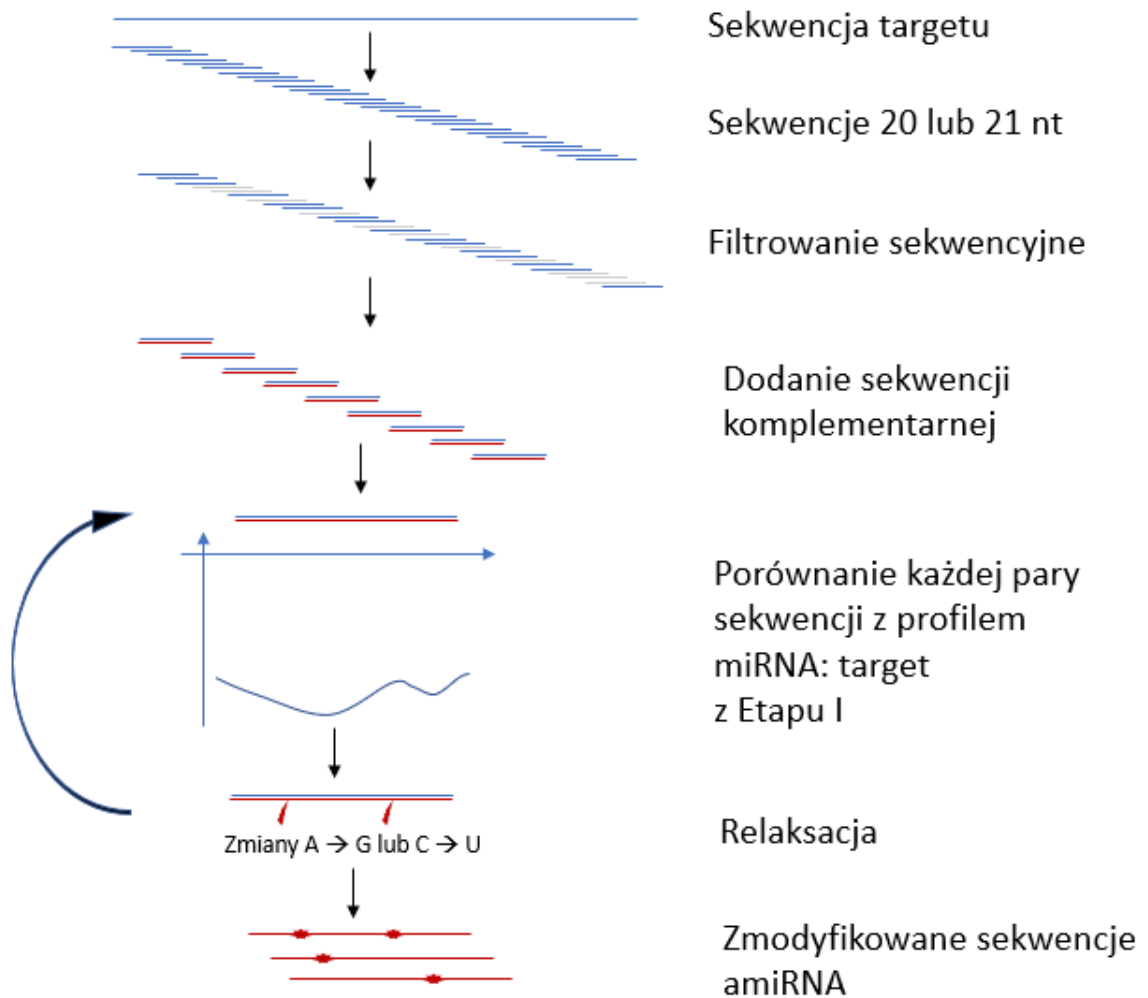 Sekwencja targetu
Sekwencje 20 lub 21 nt
Filtrowanie sekwencyjne
Dodanie sekwencji
komplementarnej
Porównanie każdej pary
sekwencji z profilem
miRNA: target
z Etapu I
Zmiany A → G lub C → U
Relaksacja
Zmodyfikowane sekwencje
amiRNA